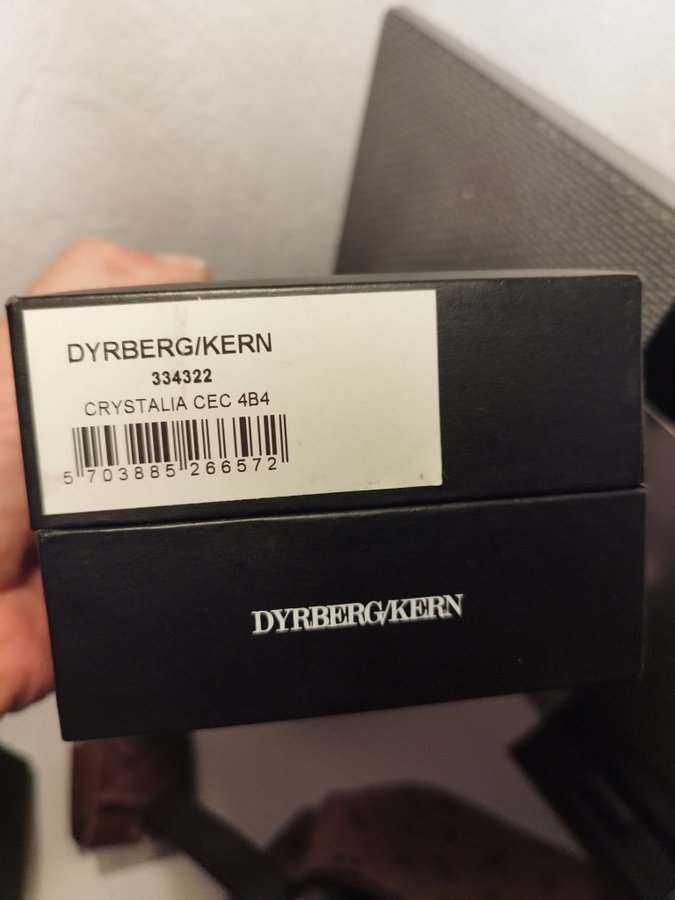 DYRBERG/KERN
334322
CRYSTALIA CEC 4B4
5 703885 266572
DYRBERG/KERN